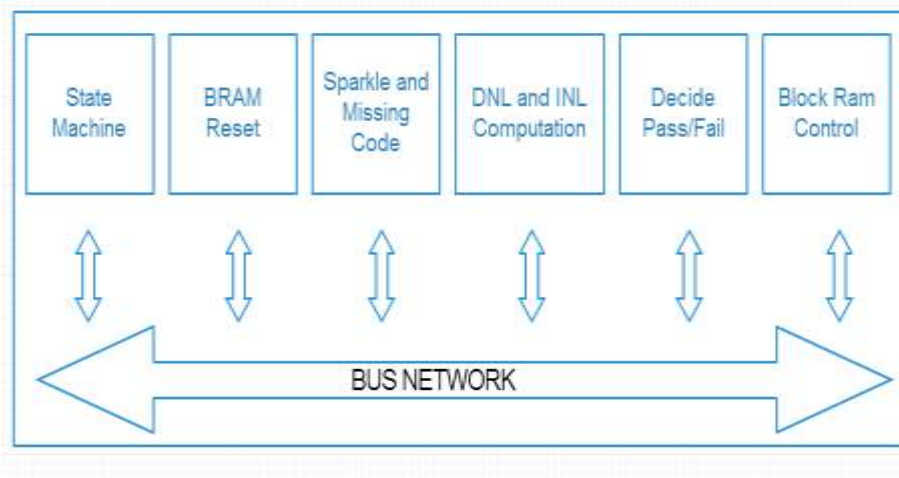 State
Machine
BRAM
Reset
Sparkle and
Missing
Code
DNL and INL
Computation
Decide
Pass/Fail
Block Ram
Control
BUS NETWORK